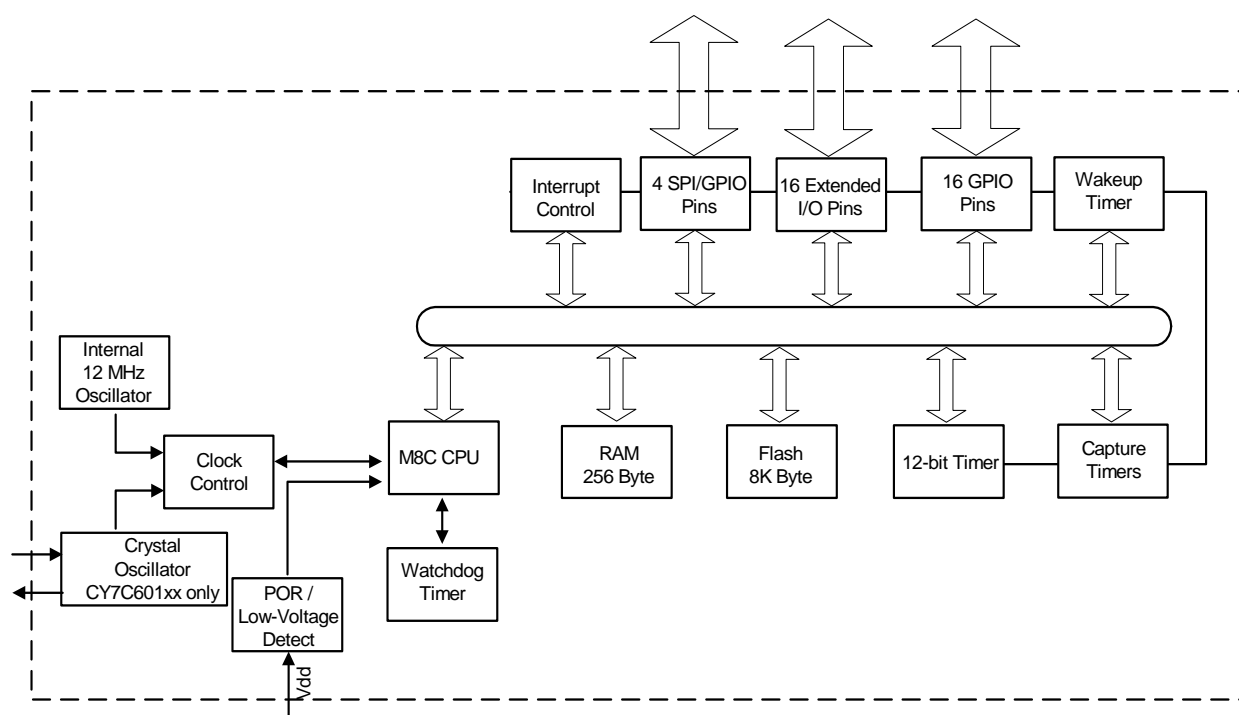 Interrupt
Control
4 SPI/GPIO
Pins
16 Extended
I/O Pins
16 GPIO
Pins
Wakeup
Timer
Internal
12 MHz
Oscillator
Clock
Control
M8C CPU
RAM
256 Byte
Flash
8K Byte
12-bit Timer
Capture
Timers
Crystal
Oscillator
CY7C601xx only
POR /
Low-Voltage
Detect
Watchdog
Timer
Vdd